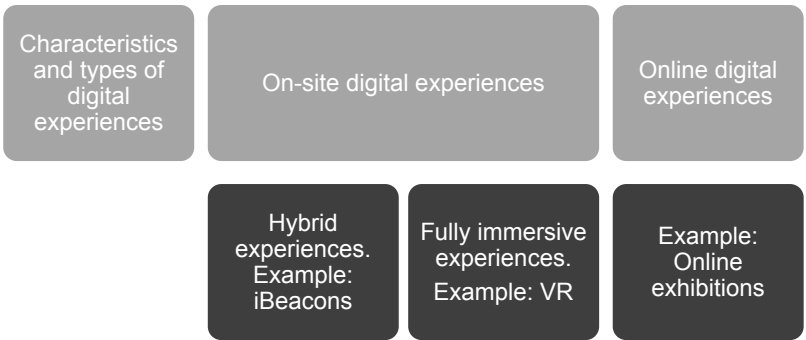 Characteristics
and types of
digital
experiences
On-site digital experiences
Online digital
experiences
Hybrid
experiences.
Example:
iBeacons
Fully immersive
experiences.
Example: VR
Example:
Online
exhibitions